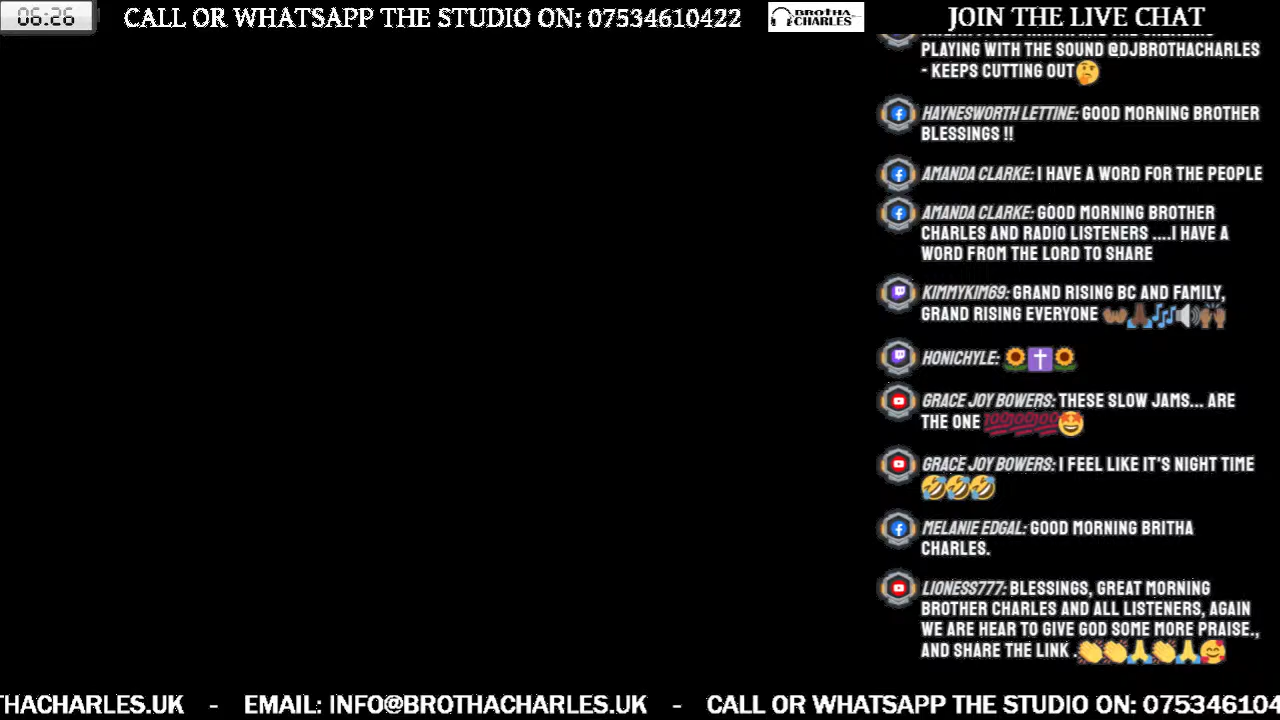 06:26
CALL OR WHATSAPP THE STUDIO ON: 07534610422
BROTHA
CHARLES
JOIN THE LIVE CHAT
PLAYING WITH THE SOUND @DJBROTHACHARLES
- KEEPS CUTTING OUT🤔
HAYNESWORTH LETTINE: GOOD MORNING BROTHER
BLESSINGS !!
AMANDA CLARKE: I HAVE A WORD FOR THE PEOPLE
AMANDA CLARKE: GOOD MORNING BROTHER
CHARLES AND RADIO LISTENERS ....I HAVE A
WORD FROM THE LORD TO SHARE
KIMMYKIM69: GRAND RISING BC AND FAMILY,
GRAND RISING EVERYONE 👐🏾🙏🏾🎶🔊🙌🏾
HONICHYLE: 🌻✝️🌻
GRACE JOY BOWERS: THESE SLOW JAMS... ARE
THE ONE 💯💯💯🤩
GRACE JOY BOWERS: I FEEL LIKE IT'S NIGHT TIME
🤣🤣🤣
MELANIE EDGAL: GOOD MORNING BRITHA
CHARLES.
LIONESS777: BLESSINGS, GREAT MORNING
BROTHER CHARLES AND ALL LISTENERS, AGAIN
WE ARE HEAR TO GIVE GOD SOME MORE PRAISE.,
AND SHARE THE LINK .👏👏🙏👏🙏🥰
THACHARLES.UK - EMAIL: INFO@BROTHACHARLES.UK - CALL OR WHATSAPP THE STUDIO ON: 075346104